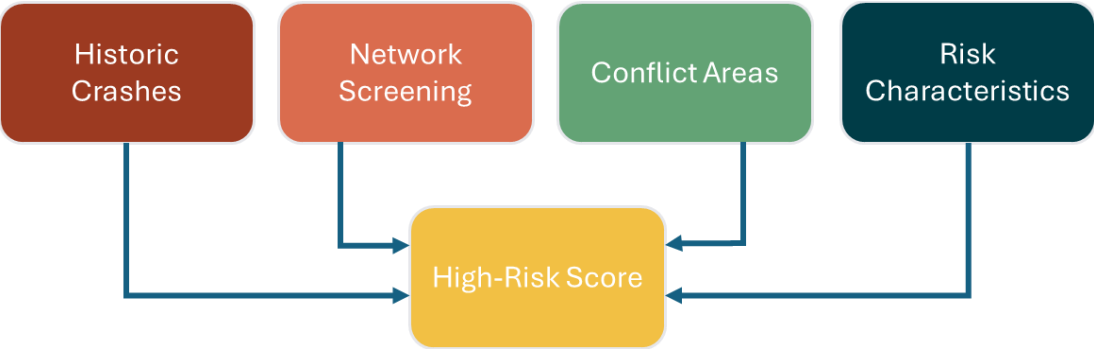 Historic
Crashes
Network
Screening
Conflict Areas
Risk
Characteristics
High-Risk Score